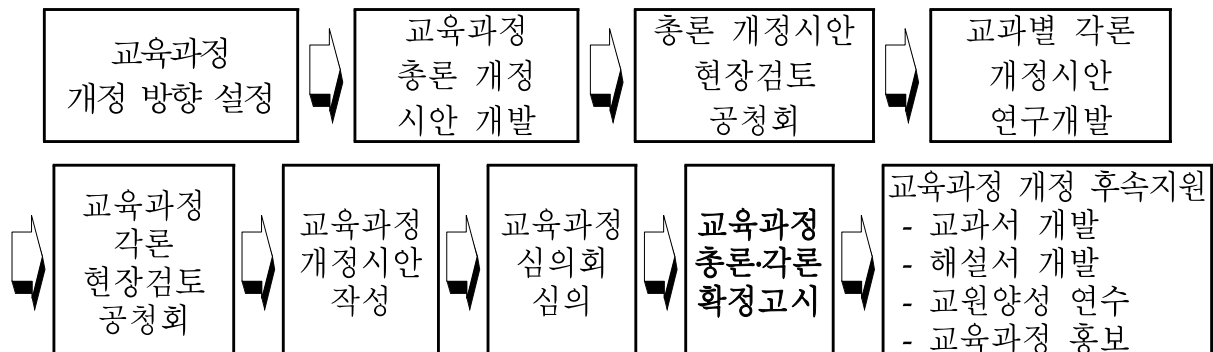 교육과정
개정 방향 설정
교육과정
총론 개정
시안 개발
총론 개정시안
현장검토
공청회
교과별 각론
개정시안
연구개발
교육과정
각론
현장검토
공청회
교육과정
개정시안
작성
교육과정
심의회
심의
교육과정
총론·각론
확정고시
교육과정 개정 후속지원
- 교과서 개발
- 해설서 개발
- 교원양성 연수
- 교육과정 홍보